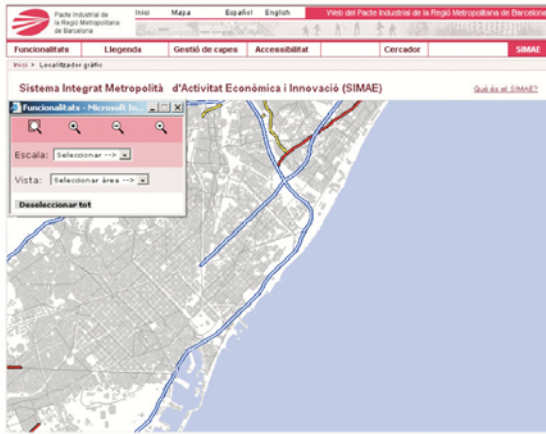 Pacte Industrial de
la Regió Metropolitana
de Barcelona
Inici Mapa Español English
Web del Pacte Industrial de la Regió Metropolitana de Barcelona
Funcionalitats Llegenda Gestió de capes Accessibilitat Cercador SIMAE
Inici > Localitzador gràfic
Sistema Integrat Metropolità d'Activitat Econòmica i Innovació (SIMAE)
Què és el SIMAE?
Funcionalitats - Microsoft In...
Escala: Seleccionar -->
Vista: Seleccionar àrea -->
Deseleccionar tot